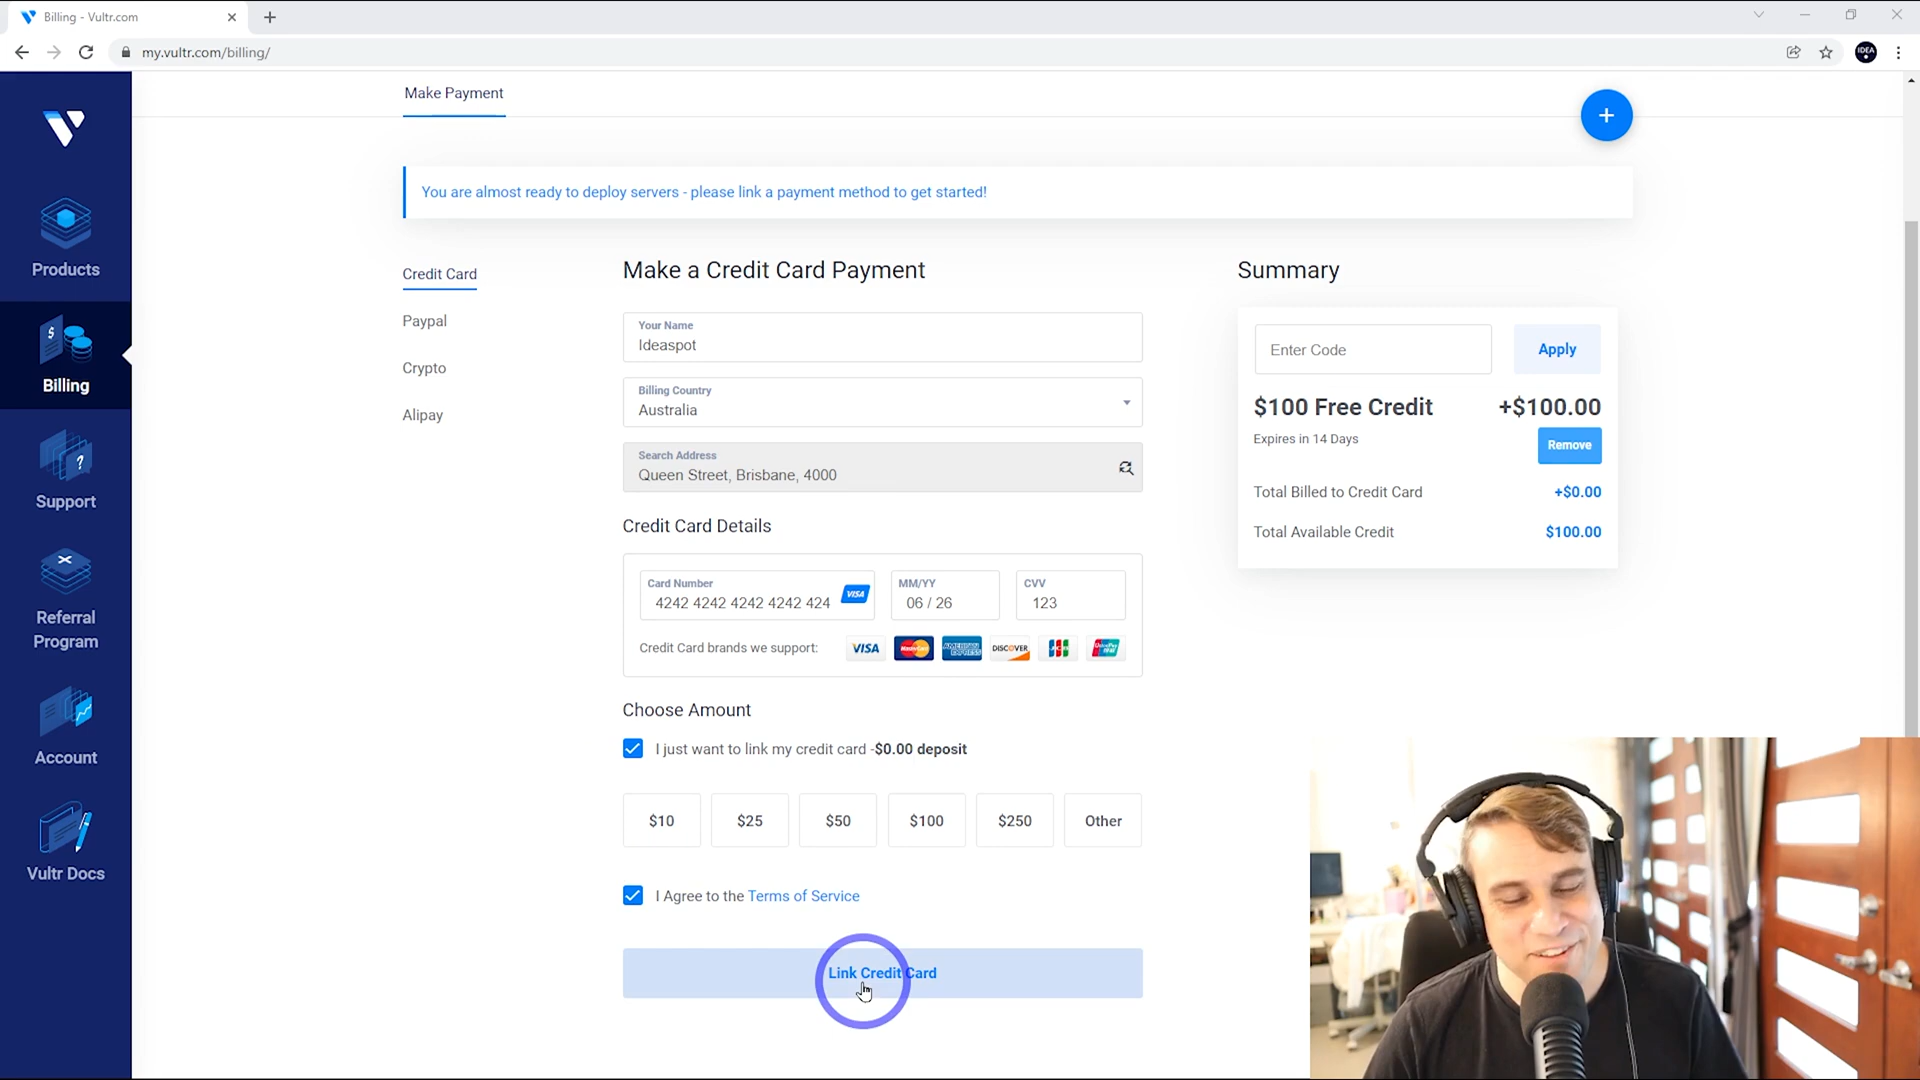 Billing - Vultr.com
my.vultr.com/billing/
IDEA
Make Payment
You are almost ready to deploy servers - please link a payment method to get started!
Products
Billing
Support
Referral
Program
Account
Vultr Docs
Credit Card
Paypal
Crypto
Alipay
Make a Credit Card Payment
Your Name
Ideaspot
Billing Country
Australia
Search Address
Queen Street, Brisbane, 4000
Credit Card Details
Card Number
4242 4242 4242 4242 424
VISA
MM/YY
06 / 26
CVV
123
Credit Card brands we support:
VISA
MasterCard
AMERICAN EXPRESS
DISCOVER
JCB
UnionPay
Choose Amount
I just want to link my credit card -$0.00 deposit
$10
$25
$50
$100
$250
Other
I Agree to the Terms of Service
Link Credit Card
Summary
Enter Code
Apply
$100 Free Credit
+$100.00
Expires in 14 Days
Remove
Total Billed to Credit Card
+$0.00
Total Available Credit
$100.00